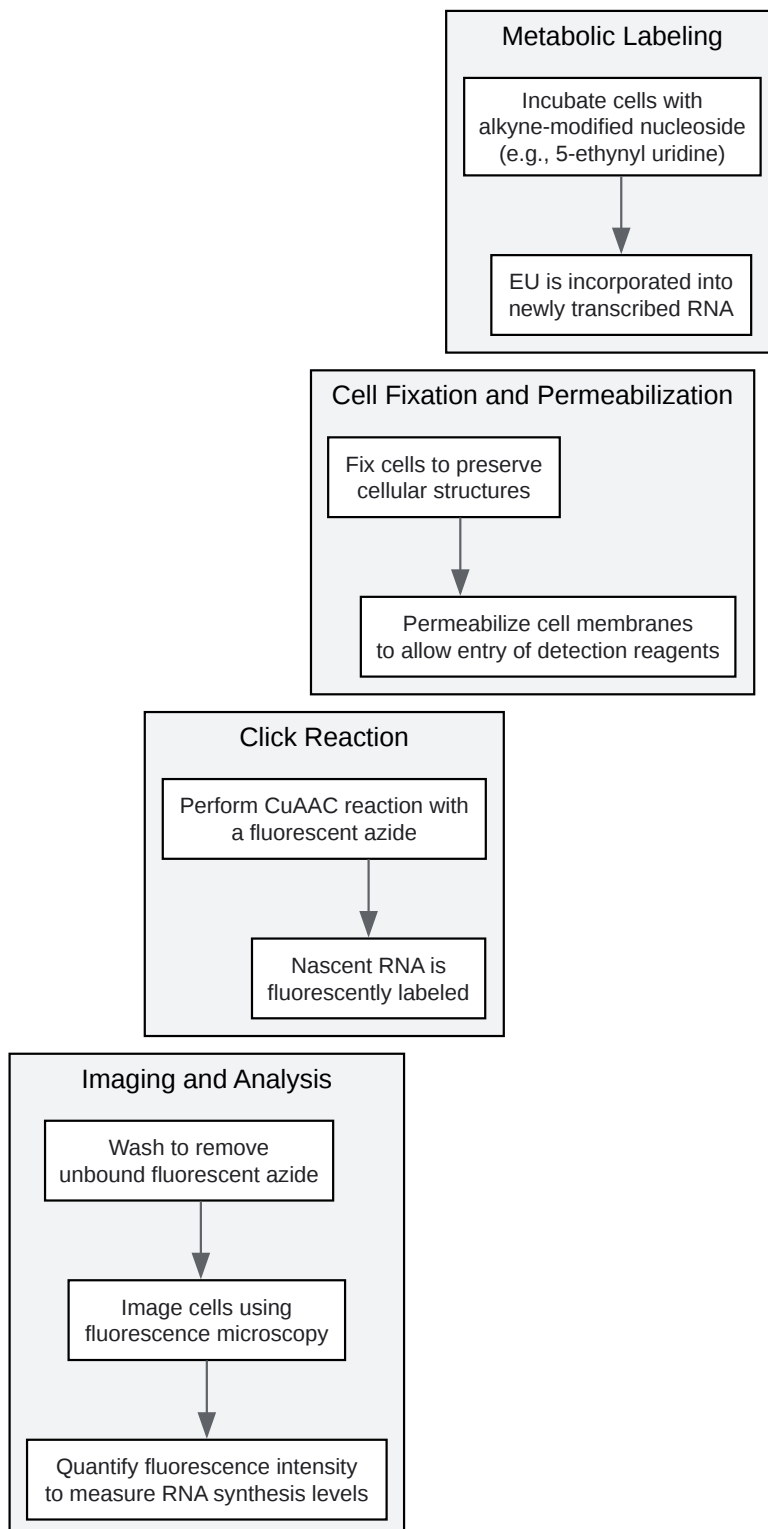 Metabolic Labeling
Incubate cells with
alkyne-modified nucleoside
(e.g., 5-ethynyl uridine)
EU is incorporated into
newly transcribed RNA
Cell Fixation and Permeabilization
Fix cells to preserve
cellular structures
Permeabilize cell membranes
to allow entry of detection reagents
Click Reaction
Perform CuAAC reaction with
a fluorescent azide
Nascent RNA is
fluorescently labeled
Imaging and Analysis
Wash to remove
unbound fluorescent azide
Image cells using
fluorescence microscopy
Quantify fluorescence intensity
to measure RNA synthesis levels